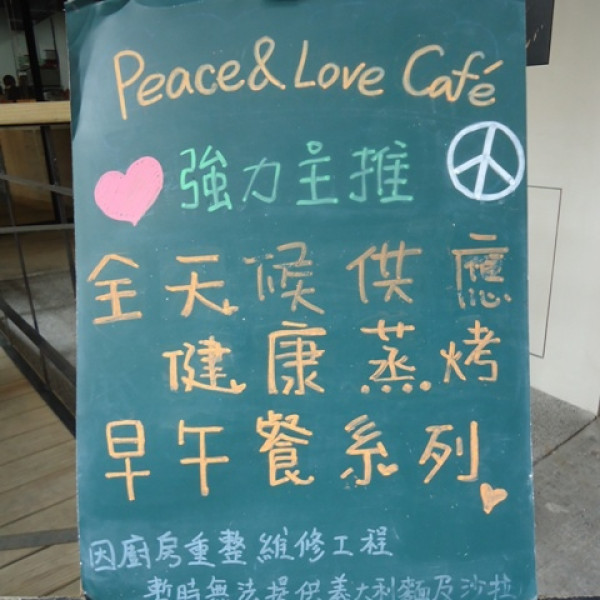 Peace & Love Café
強力主推
全天候供應
健康蒸烤
早午餐系列
因廚房重整維修工程
暫時無法提供義大利麵及沙拉